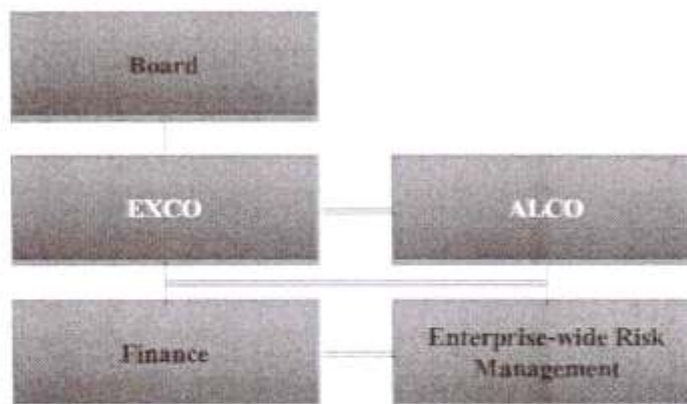 Board
EXCO
ALCO
Finance
Enterprise-wide Risk
Management